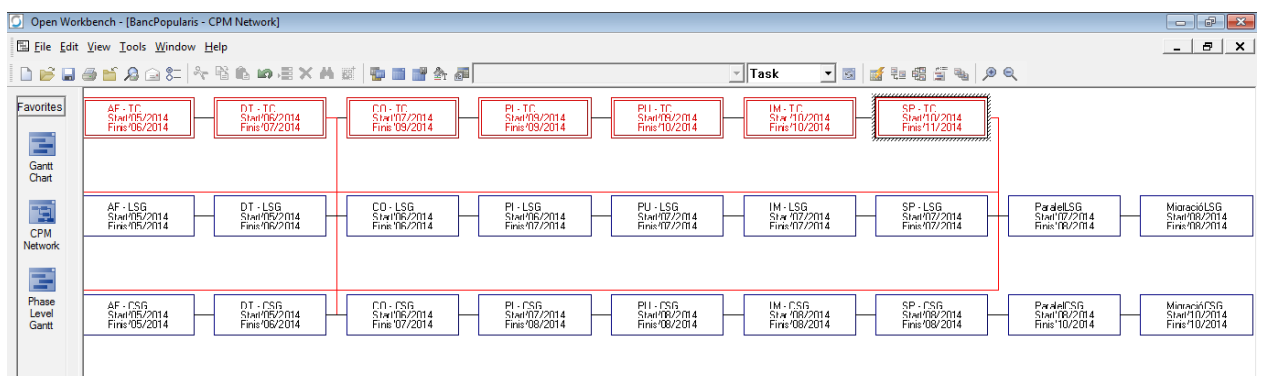 Open Workbench - [BancPopularis - CPM Network]
File Edit View Tools Window Help
Task
Favorites
Gantt
Chart
CPM
Network
Phase
Level
Gantt
AF - TC
Start'05/2014
Finis'06/2014
DT - TC
Start'06/2014
Finis'07/2014
CO - TC
Start'07/2014
Finis'09/2014
PI - TC
Start'09/2014
Finis'09/2014
PU - TC
Start'09/2014
Finis'10/2014
IM - TC
Star'10/2014
Finis'10/2014
SP - TC
Start'10/2014
Finis'11/2014
AF - LSG
Start'05/2014
Finis'05/2014
DT - LSG
Start'05/2014
Finis'06/2014
CO - LSG
Start'06/2014
Finis'06/2014
PI - LSG
Start'06/2014
Finis'07/2014
PU - LSG
Start'07/2014
Finis'07/2014
IM - LSG
Star'07/2014
Finis'07/2014
SP - LSG
Start'07/2014
Finis'07/2014
ParalelLSG
Start'07/2014
Finis'08/2014
MigracióLSG
Start'08/2014
Finis'08/2014
AF - CSG
Start'05/2014
Finis'05/2014
DT - CSG
Start'05/2014
Finis'06/2014
CO - CSG
Start'06/2014
Finis'07/2014
PI - CSG
Start'07/2014
Finis'08/2014
PU - CSG
Start'08/2014
Finis'08/2014
IM - CSG
Star'08/2014
Finis'08/2014
SP - CSG
Start'08/2014
Finis'08/2014
ParalelCSG
Start'08/2014
Finis'10/2014
MigracióCSG
Start'10/2014
Finis'10/2014